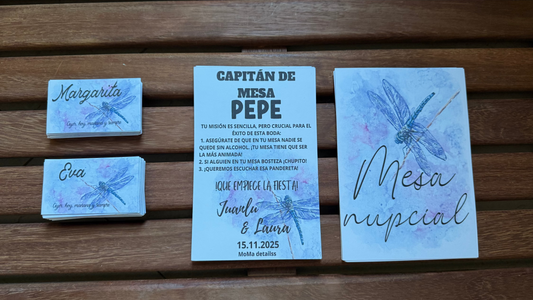 Margarita
Ayer, hoy, mañana y siempre
Eva
Ayer, hoy, mañana y siempre
CAPITÁN DE
MESA
PEPE
TU MISIÓN ES SENCILLA, PERO CRUCIAL PARA EL
ÉXITO DE ESTA BODA:
1. ASEGÚRATE DE QUE EN TU MESA NADIE SE
QUEDE SIN ALCOHOL. ¡TU MESA TIENE QUE SER
LA MÁS ANIMADA!
2. SI ALGUIEN EN TU MESA BOSTEZA ¡CHUPITO!
3. ¡QUEREMOS ESCUCHAR ESA PANDERETA!
¡QUE EMPIECE LA FIESTA!
Juanlu
& Laura
15.11.2025
MoMa detailss
Mesa
nupcial